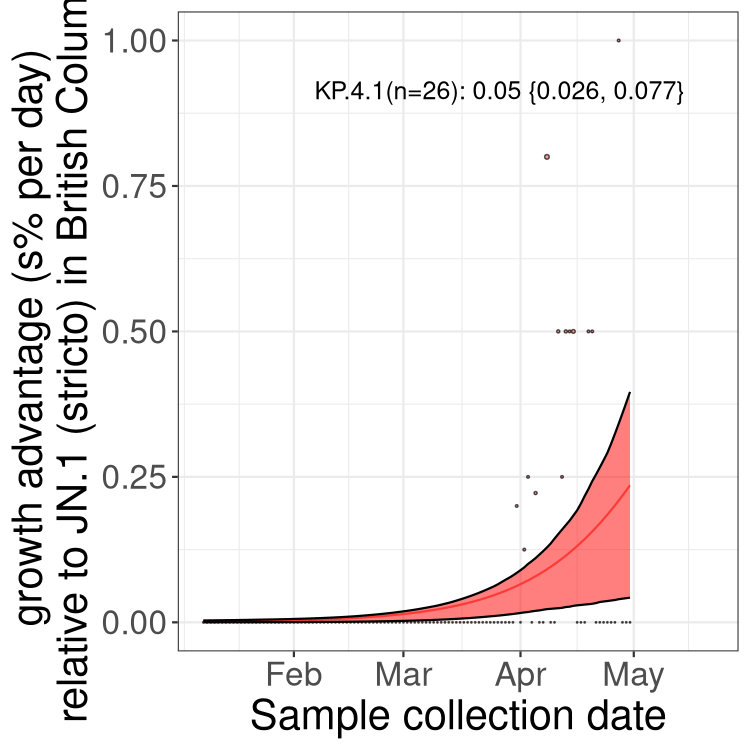 growth advantage (s% per day)
relative to JN.1 (stricto) in British Colum
1.00
0.75
0.50
0.25
0.00
KP.4.1(n=26): 0.05 {0.026, 0.077}
Feb Mar Apr May
Sample collection date